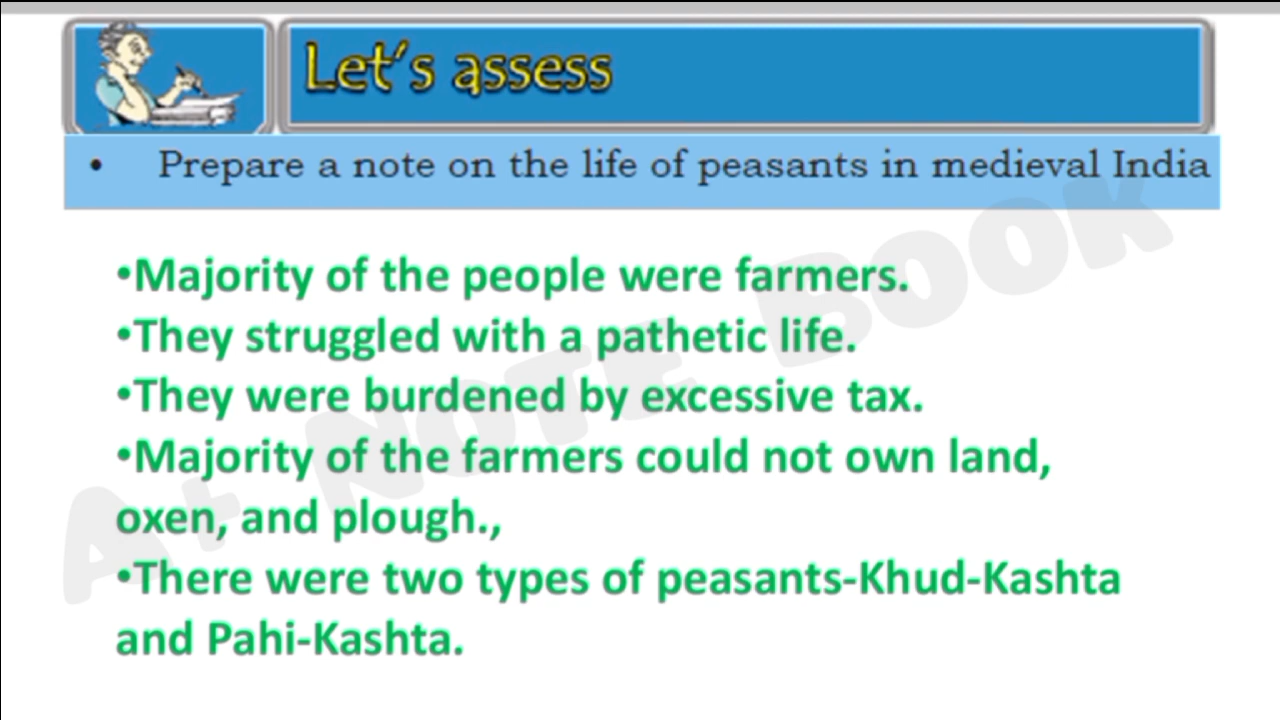 Let's assess
• Prepare a note on the life of peasants in medieval India
•Majority of the people were farmers.
•They struggled with a pathetic life.
•They were burdened by excessive tax.
•Majority of the farmers could not own land,
oxen, and plough.,
•There were two types of peasants-Khud-Kashta
and Pahi-Kashta.
A+ NOTE BOOK